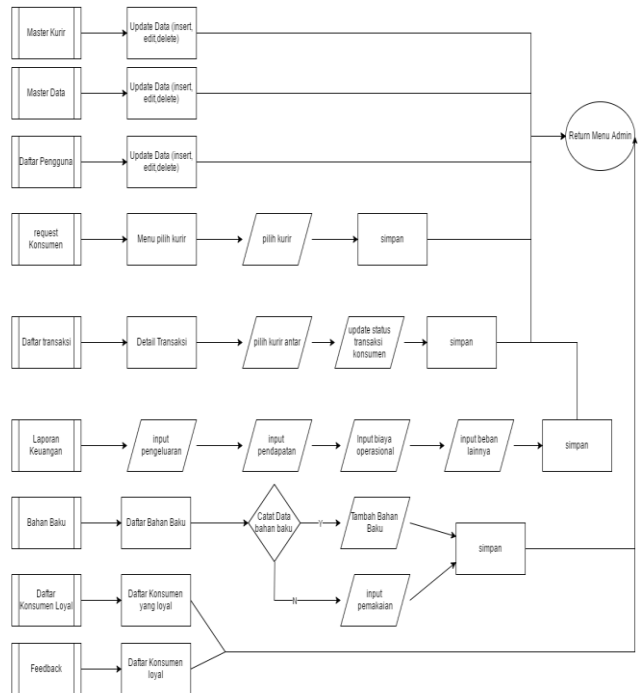 Master Kurir
Update Data (insert,
edit,delete)
Master Data
Update Data (insert,
edit,delete)
Return Menu Admin
Daftar Pengguna
Update Data (insert,
edit,delete)
request
Konsumen
Menu pilih kurir
pilih kurir
simpan
Daftar transaksi
Detail Transaksi
pilih kurir antar
update status
transaksi
konsumen
simpan
Laporan
Keuangan
input
pengeluaran
input
pendapatan
Input biaya
operasional
input beban
lainnya
simpan
Bahan Baku
Daftar Bahan Baku
Catat Data
bahan baku
Y
Tambah Bahan
Baku
simpan
N
input
pemakaian
Daftar
Konsumen Loyal
Daftar Konsumen
yang loyal
Feedback
Daftar Konsumen
loyal